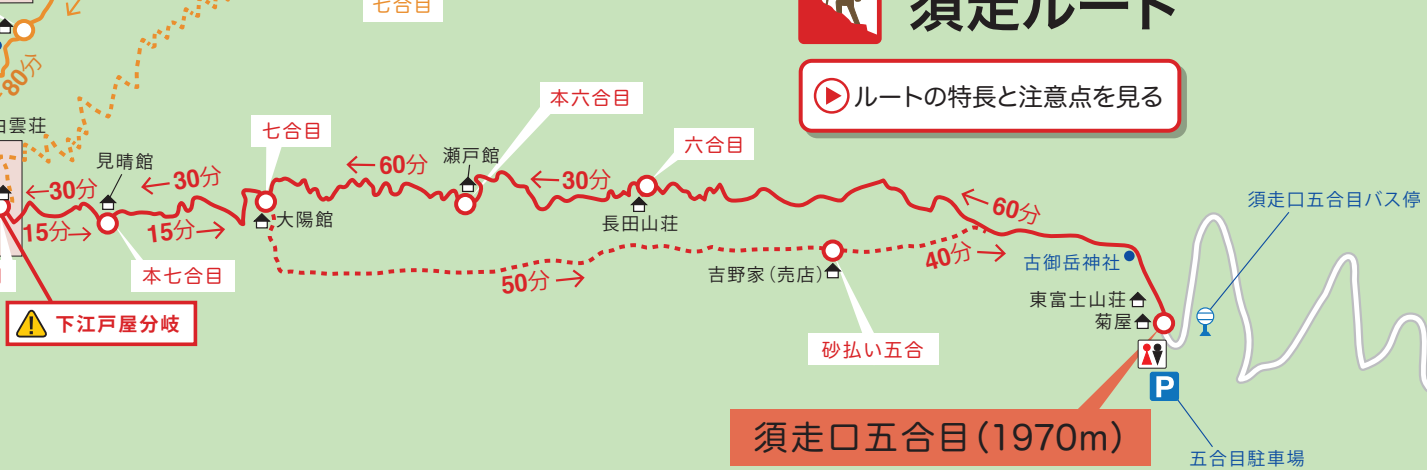 七合目
須走ルート
ルートの特長と注意点を見る
80分
白雲荘
見晴館
七合目
本六合目
瀬戸館
六合目
←30分
←30分
←60分
←30分
←60分
大陽館
長田山荘
須走口五合目バス停
15分→
15分→
本七合目
50分→
吉野家（売店）
40分→
古御岳神社
下江戸屋分岐
東富士山荘
菊屋
砂払い五合
P
須走口五合目（1970m）
五合目駐車場